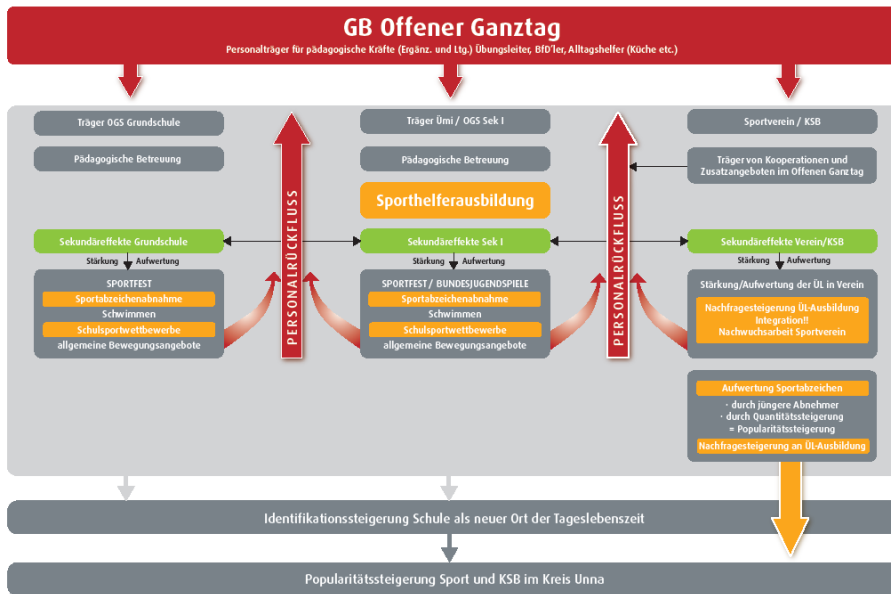 GB Offener Ganztag
Personalträger für pädagogische Kräfte (Ergänz. und Ltg.) Übungsleiter, BfD'ler, Alltagshelfer (Küche etc.)
Träger OGS Grundschule
Pädagogische Betreuung
Sekundäreffekte Grundschule
Stärkung Aufwertung
SPORTFEST
Sportabzeichenabnahme
Schwimmen
Schulsportwettbewerbe
allgemeine Bewegungsangebote
PERSONALRÜCKFLUSS
Träger Ümi / OGS Sek I
Pädagogische Betreuung
Sporthelferausbildung
Sekundäreffekte Sek I
Stärkung Aufwertung
SPORTFEST / BUNDESJUGENDSPIELE
Sportabzeichenabnahme
Schwimmen
Schulsportwettbewerbe
allgemeine Bewegungsangebote
PERSONALRÜCKFLUSS
Sportverein / KSB
Träger von Kooperationen und
Zusatzangeboten im Offenen Ganztag
Sekundäreffekte Verein/KSB
Stärkung Aufwertung
Stärkung/Aufwertung der ÜL in Verein
Nachfragesteigerung ÜL-Ausbildung
Integration!!
Nachwuchsarbeit Sportverein
Aufwertung Sportabzeichen
· durch jüngere Abnehmer
· durch Quantitätssteigerung
= Popularitätssteigerung
Nachfragesteigerung an ÜL-Ausbildung
Identifikationssteigerung Schule als neuer Ort der Tageslebenszeit
Popularitätssteigerung Sport und KSB im Kreis Unna